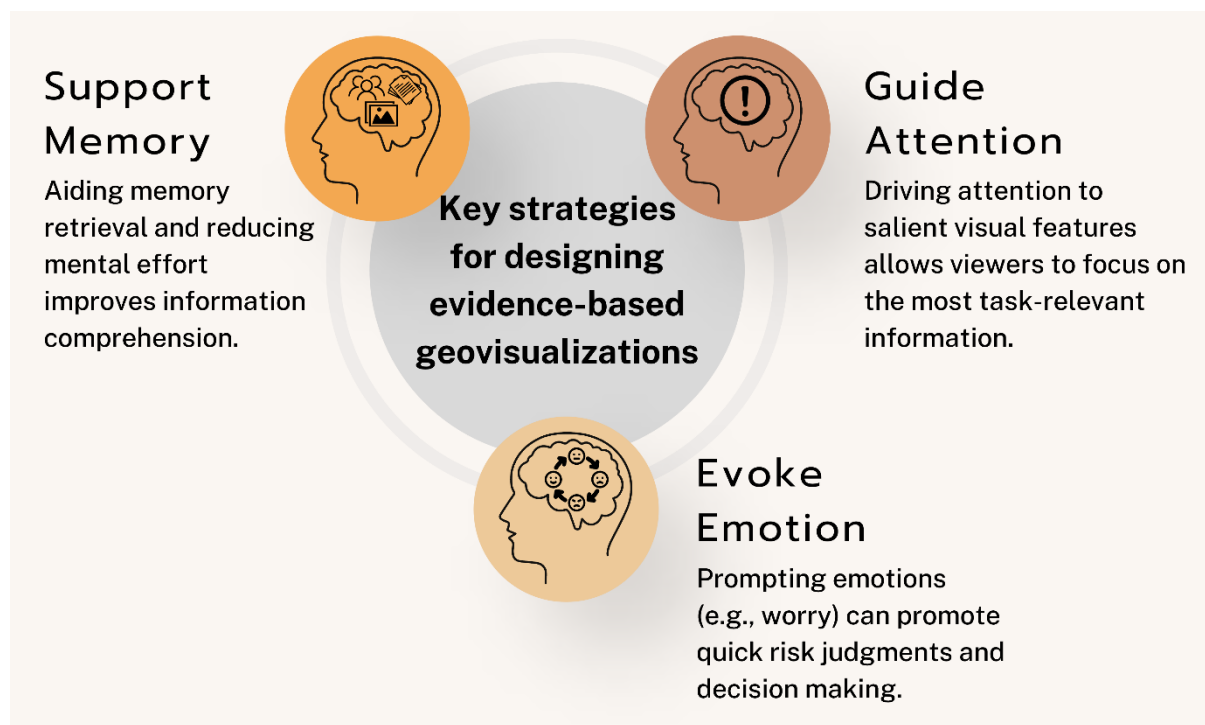 Support
Memory
Aiding memory
retrieval and reducing
mental effort
improves information
comprehension.
Key strategies
for designing
evidence-based
geovisualizations
Guide
Attention
Driving attention to
salient visual features
allows viewers to focus on
the most task-relevant
information.
Evoke
Emotion
Prompting emotions
(e.g., worry) can promote
quick risk judgments and
decision making.